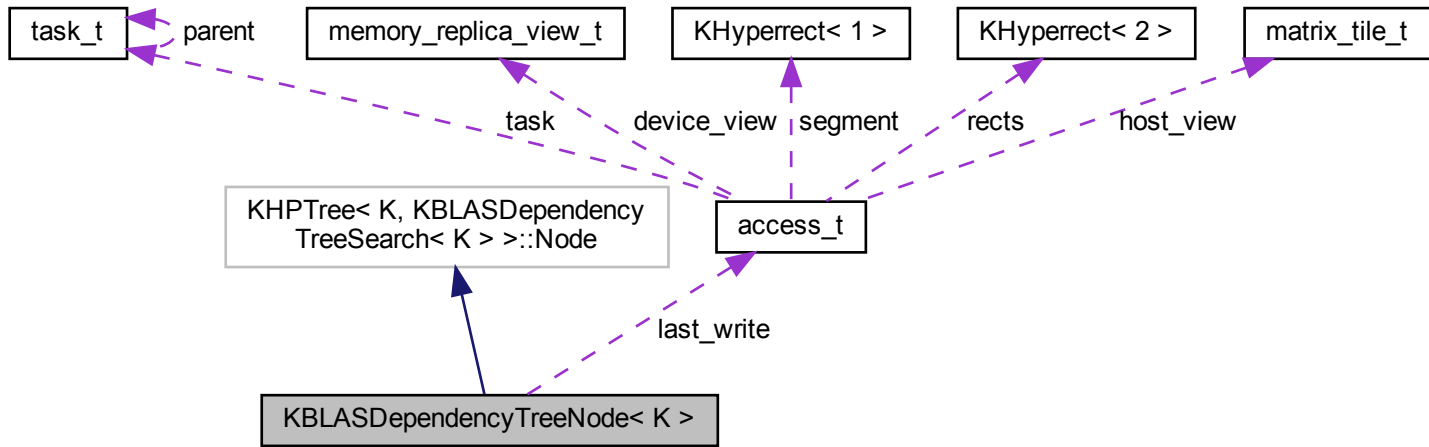 task_t
parent
memory_replica_view_t
KHyperrect< 1 >
KHyperrect< 2 >
matrix_tile_t
task
device_view
segment
rects
host_view
KHPTree< K, KBLASDependency
TreeSearch< K > >::Node
access_t
last_write
KBLASDependencyTreeNode< K >